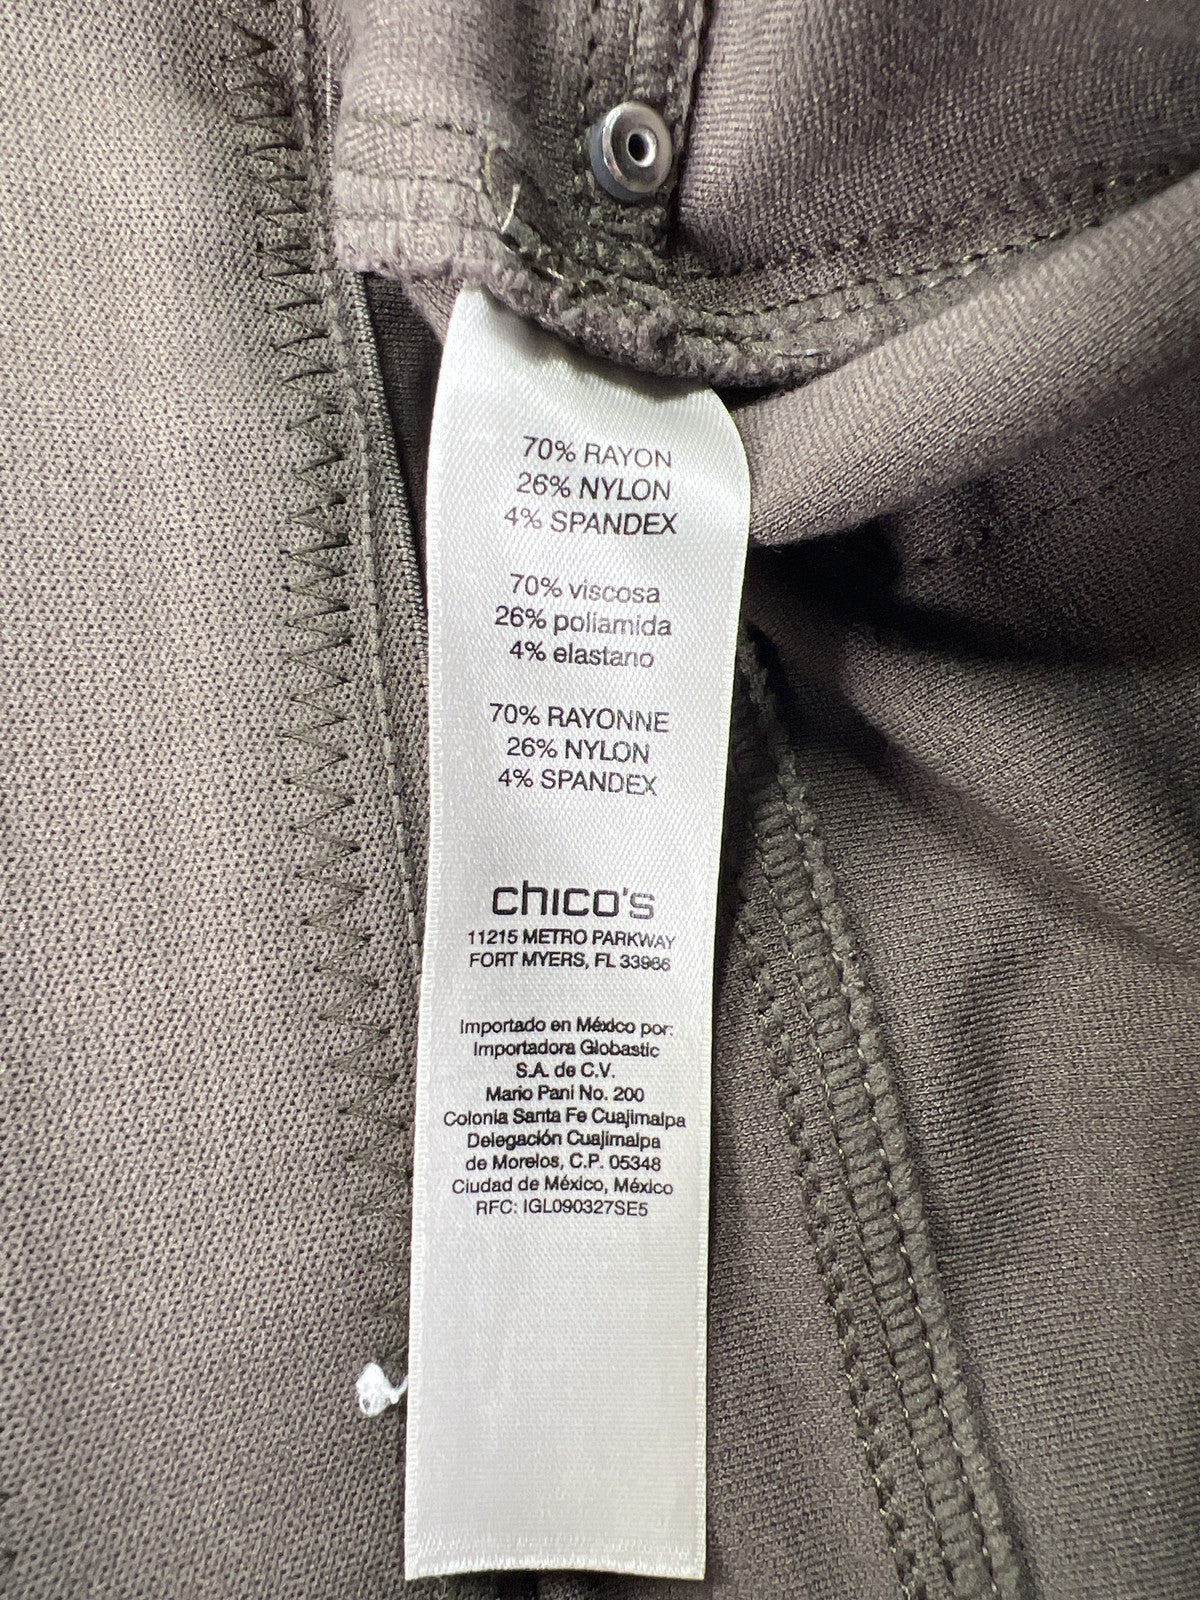 70% RAYON
26% NYLON
4% SPANDEX
70% viscosa
26% poliamida
4% elastano
70% RAYONNE
26% NYLON
4% SPANDEX
chico's
11215 METRO PARKWAY
FORT MYERS, FL 33966
Importado en México por:
Importadora Globastic
S.A. de C.V.
Mario Pani No. 200
Colonia Santa Fe Cuajimalpa
Delegación Cuajimalpa
de Morelos, C.P. 05348
Ciudad de México, México
RFC: IGL090327SE5